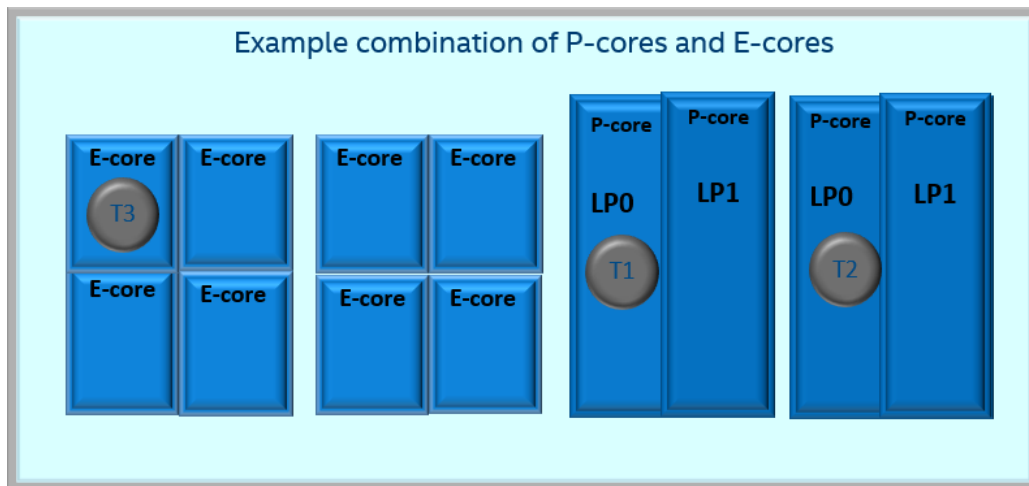 Example combination of P-cores and E-cores
E-core
E-core
T3
E-core
E-core
E-core
E-core
E-core
E-core
P-core
LP0
T1
P-core
LP1
P-core
LP0
T2
P-core
LP1